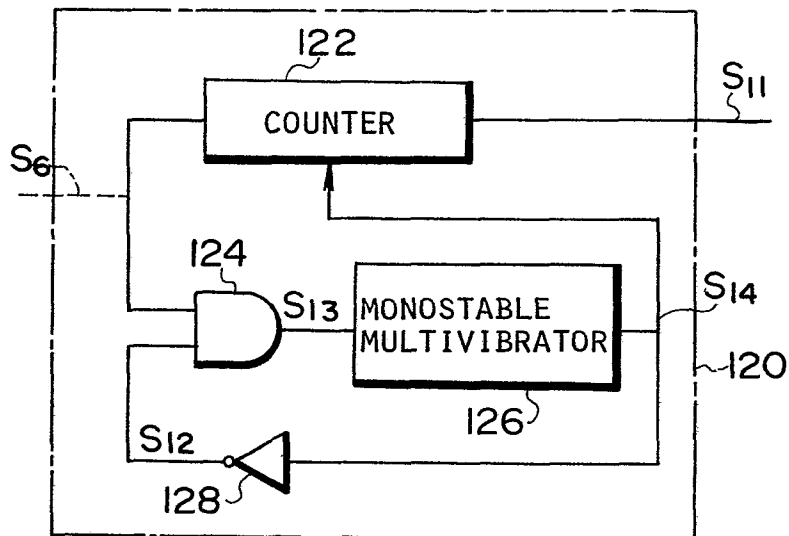 122
S11
COUNTER
S6
124
S13
MONOSTABLE
MULTIVIBRATOR
S14
120
126
S12
128